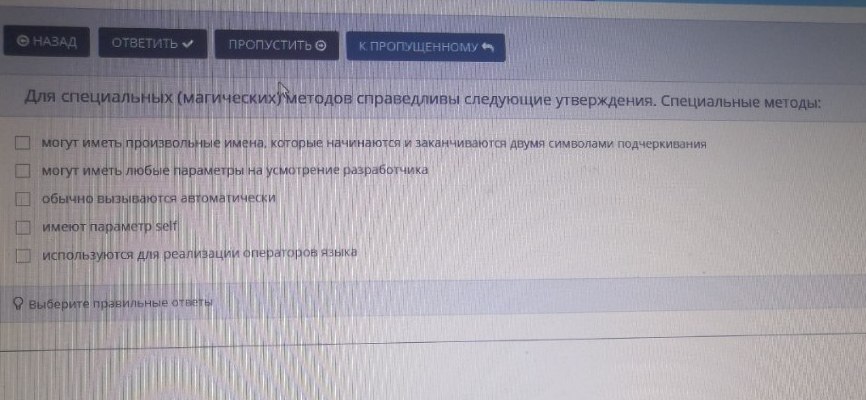 НАЗАД ОТВЕТИТЬ ПРОПУСТИТЬ К ПРОПУЩЕННОМУ
Для специальных (магических) методов справедливы следующие утверждения. Специальные методы:
могут иметь произвольные имена, которые начинаются и заканчиваются двумя символами подчеркивания
могут иметь любые параметры на усмотрение разработчика
обычно вызываются автоматически
имеют параметр self
используются для реализации операторов языка
Выберите правильные ответы